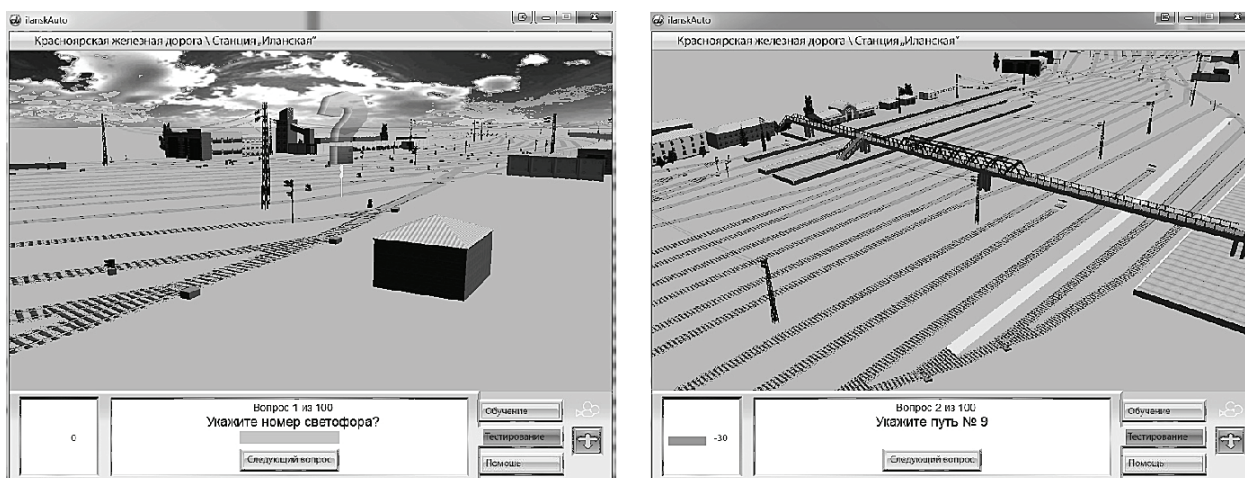 ilanskAuto
Красноярская железная дорога \ Станция „Иланская“
0
Вопрос 1 из 100
Укажите номер светофора?
Следующий вопрос
Обучение
Тестирование
Помощь
ilanskAuto
Красноярская железная дорога \ Станция „Иланская“
-30
Вопрос 2 из 100
Укажите путь № 9
Следующий вопрос
Обучение
Тестирование
Помощь